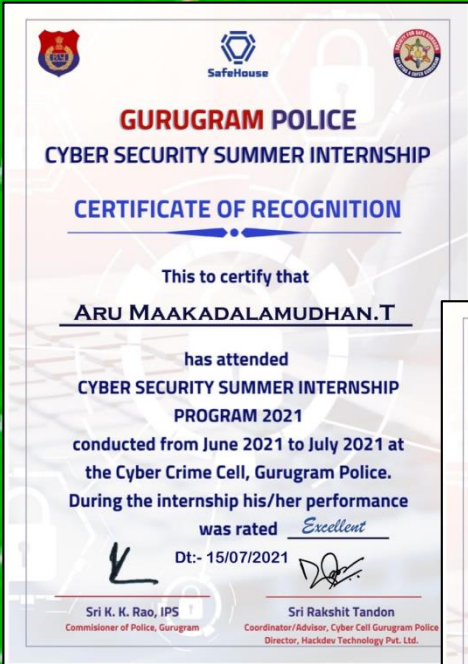 SafeHouse
GURUGRAM POLICE
CYBER SECURITY SUMMER INTERNSHIP
CERTIFICATE OF RECOGNITION
This to certify that
ARU MAAKADALAMUDHAN.T
has attended
CYBER SECURITY SUMMER INTERNSHIP
PROGRAM 2021
conducted from June 2021 to July 2021 at
the Cyber Crime Cell, Gurugram Police.
During the internship his/her performance
was rated Excellent
Dt:- 15/07/2021
Sri K. K. Rao, IPS
Commisioner of Police, Gurugram
Sri Rakshit Tandon
Coordinator/Advisor, Cyber Cell Gurugram Police
Director, Hackdev Technology Pvt. Ltd.